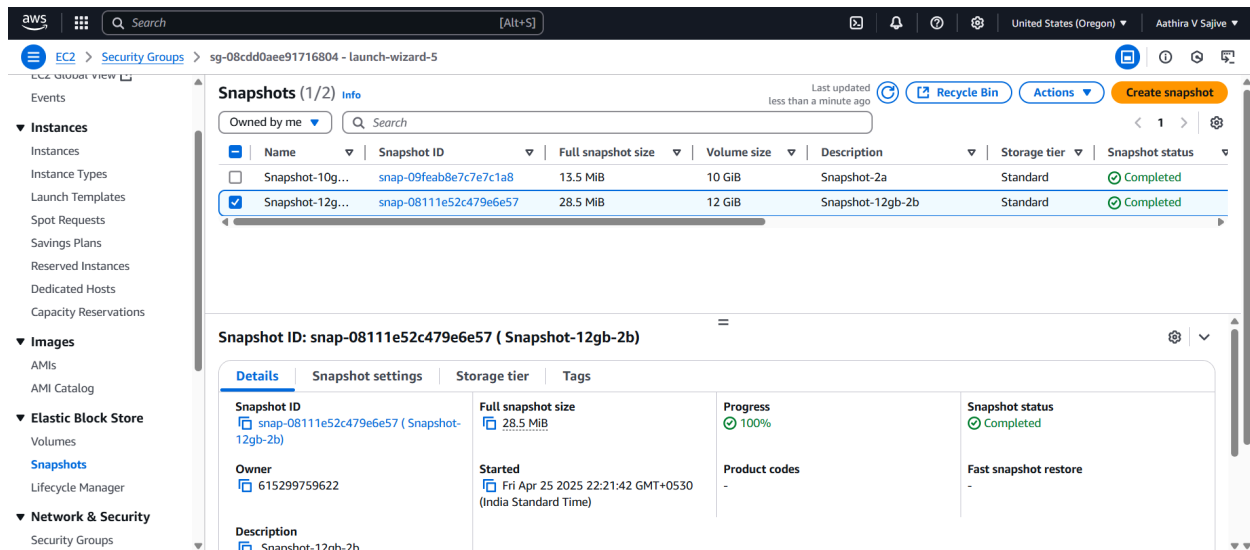 aws
Search
[Alt+S]
United States (Oregon)
Aathira V Sajive
EC2 > Security Groups > sg-08cdd0aee91716804 - launch-wizard-5
EC2 Global View
Events
Instances
Instances
Instance Types
Launch Templates
Spot Requests
Savings Plans
Reserved Instances
Dedicated Hosts
Capacity Reservations
Images
AMIs
AMI Catalog
Elastic Block Store
Volumes
Snapshots
Lifecycle Manager
Network & Security
Security Groups
Snapshots (1/2) Info
Last updated
less than a minute ago
Recycle Bin
Actions
Create snapshot
Owned by me
Search
1
Name Snapshot ID Full snapshot size Volume size Description Storage tier Snapshot status
Snapshot-10g... snap-09feab8e7c7e7c1a8 13.5 MiB 10 GiB Snapshot-2a Standard Completed
Snapshot-12g... snap-08111e52c479e6e57 28.5 MiB 12 GiB Snapshot-12gb-2b Standard Completed
Snapshot ID: snap-08111e52c479e6e57 ( Snapshot-12gb-2b)
Details Snapshot settings Storage tier Tags
Snapshot ID
snap-08111e52c479e6e57 ( Snapshot-
12gb-2b)
Full snapshot size
28.5 MiB
Progress
100%
Snapshot status
Completed
Owner
615299759622
Started
Fri Apr 25 2025 22:21:42 GMT+0530
(India Standard Time)
Product codes
-
Fast snapshot restore
-
Description
Snapshot-12gb-2b